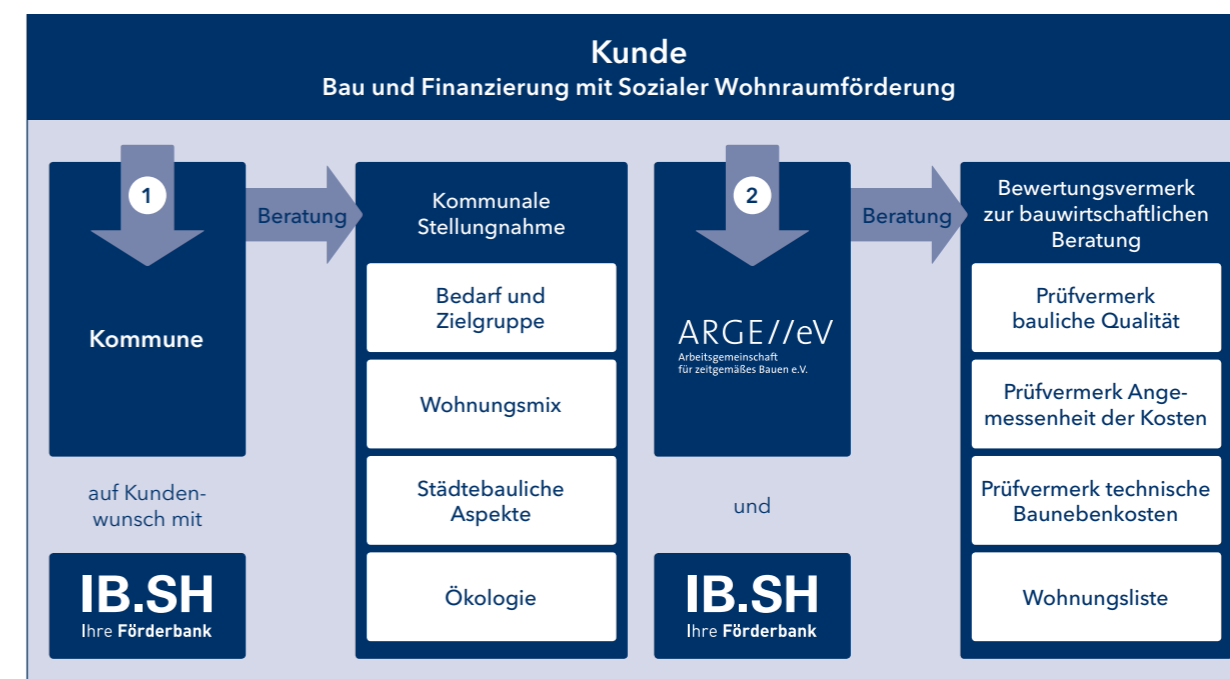 Kunde
Bau und Finanzierung mit Sozialer Wohnraumförderung
1
Kommune
auf Kunden-
wunsch mit
IB.SH
Ihre Förderbank
Beratung
Kommunale
Stellungnahme
Bedarf und
Zielgruppe
Wohnungsmix
Städtebauliche
Aspekte
Ökologie
2
ARGE//eV
Arbeitsgemeinschaft
für zeitgemäßes Bauen e.V.
und
IB.SH
Ihre Förderbank
Beratung
Bewertungsvermerk
zur bauwirtschaftlichen
Beratung
Prüfvermerk
bauliche Qualität
Prüfvermerk Ange-
messenheit der Kosten
Prüfvermerk technische
Baunebenkosten
Wohnungsliste